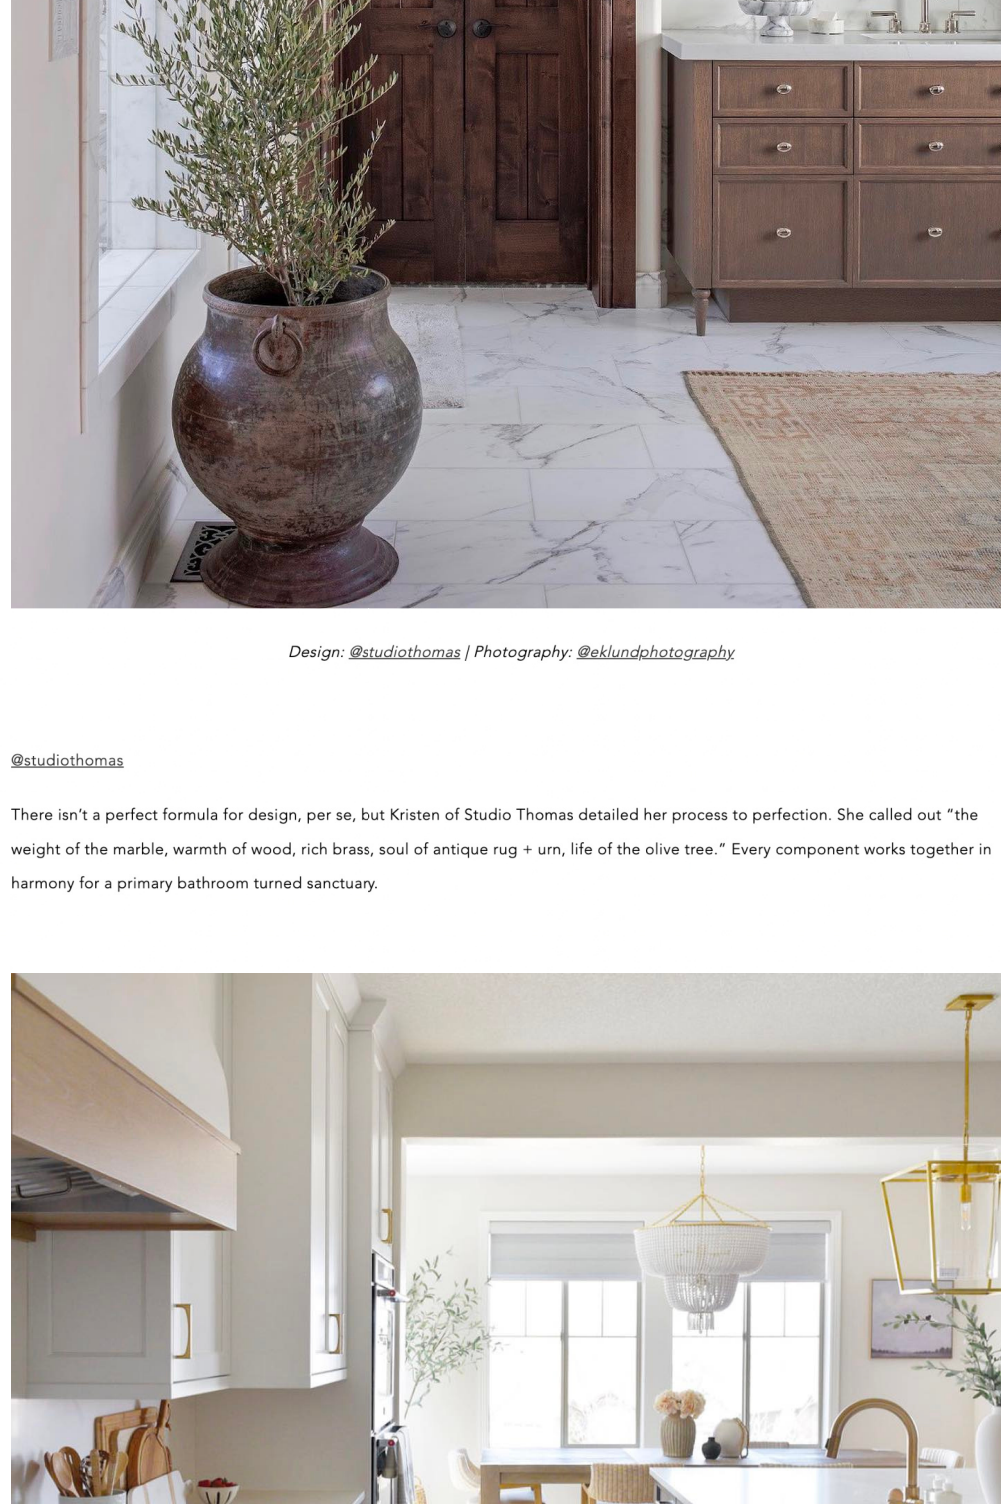 Design: @studiothomas | Photography: @eklundphotography
@studiothomas
There isn’t a perfect formula for design, per se, but Kristen of Studio Thomas detailed her process to perfection. She called out “the
weight of the marble, warmth of wood, rich brass, soul of antique rug + urn, life of the olive tree.” Every component works together in
harmony for a primary bathroom turned sanctuary.